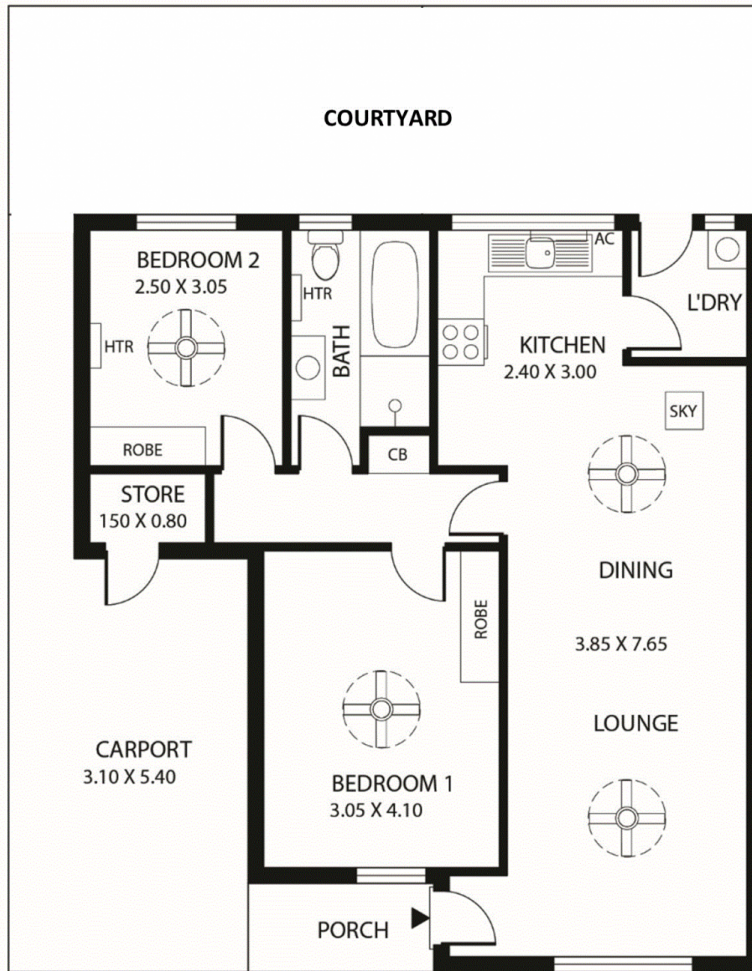 COURTYARD
BEDROOM 2
2.50 X 3.05
HTR
ROBE
HTR
BATH
CB
AC
KITCHEN
2.40 X 3.00
L'DRY
SKY
STORE
150 X 0.80
DINING
3.85 X 7.65
LOUNGE
ROBE
BEDROOM 1
3.05 X 4.10
CARPORT
3.10 X 5.40
PORCH